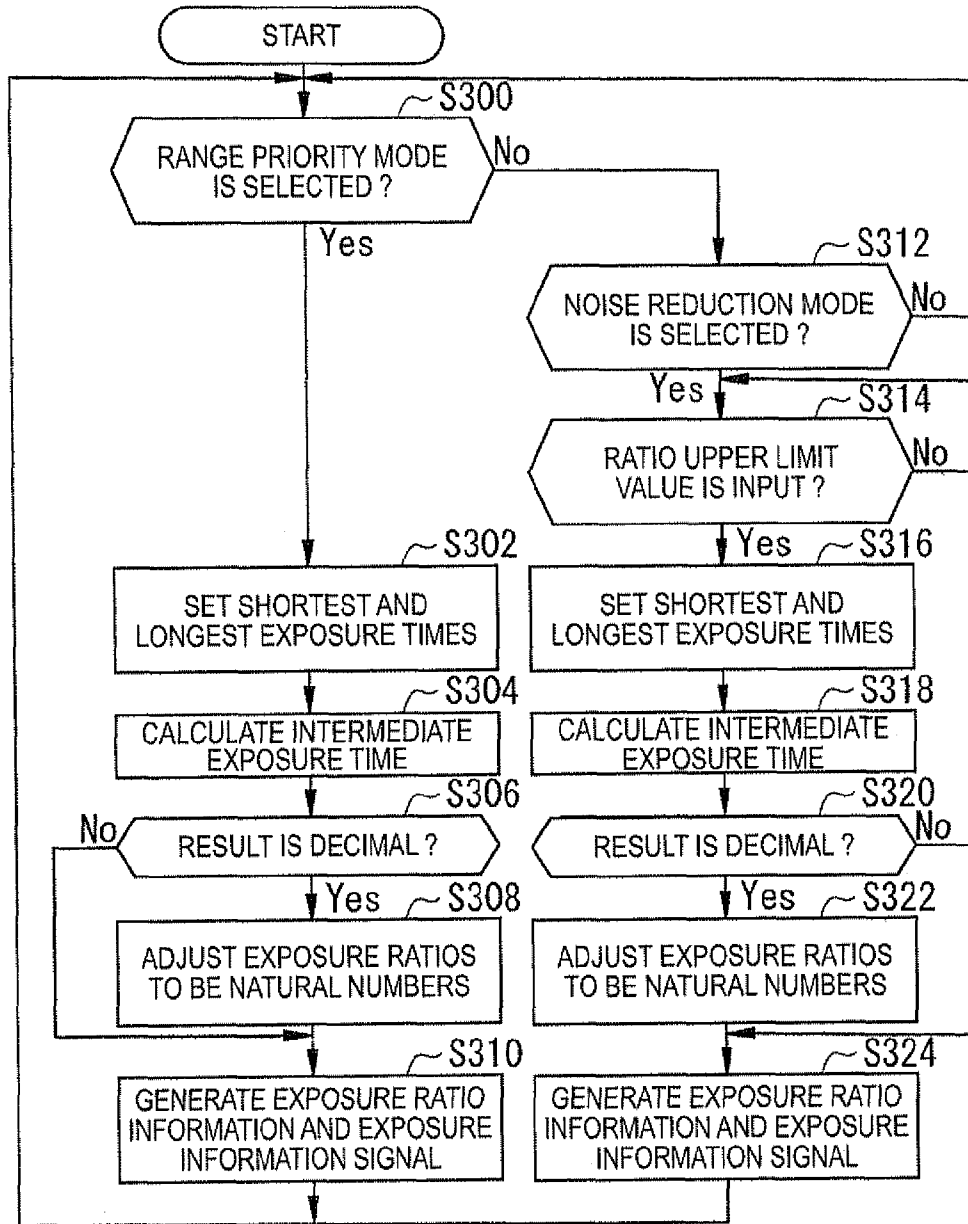 START
S300
RANGE PRIORITY MODE
IS SELECTED ?
No
Yes
S312
NOISE REDUCTION MODE
IS SELECTED ?
No
Yes
S314
RATIO UPPER LIMIT
VALUE IS INPUT ?
No
Yes
S302
SET SHORTEST AND
LONGEST EXPOSURE TIMES
S316
SET SHORTEST AND
LONGEST EXPOSURE TIMES
S304
CALCULATE INTERMEDIATE
EXPOSURE TIME
S318
CALCULATE INTERMEDIATE
EXPOSURE TIME
S306
No
RESULT IS DECIMAL ?
Yes
S320
RESULT IS DECIMAL ?
No
Yes
S308
ADJUST EXPOSURE RATIOS
TO BE NATURAL NUMBERS
S322
ADJUST EXPOSURE RATIOS
TO BE NATURAL NUMBERS
S310
GENERATE EXPOSURE RATIO
INFORMATION AND EXPOSURE
INFORMATION SIGNAL
S324
GENERATE EXPOSURE RATIO
INFORMATION AND EXPOSURE
INFORMATION SIGNAL